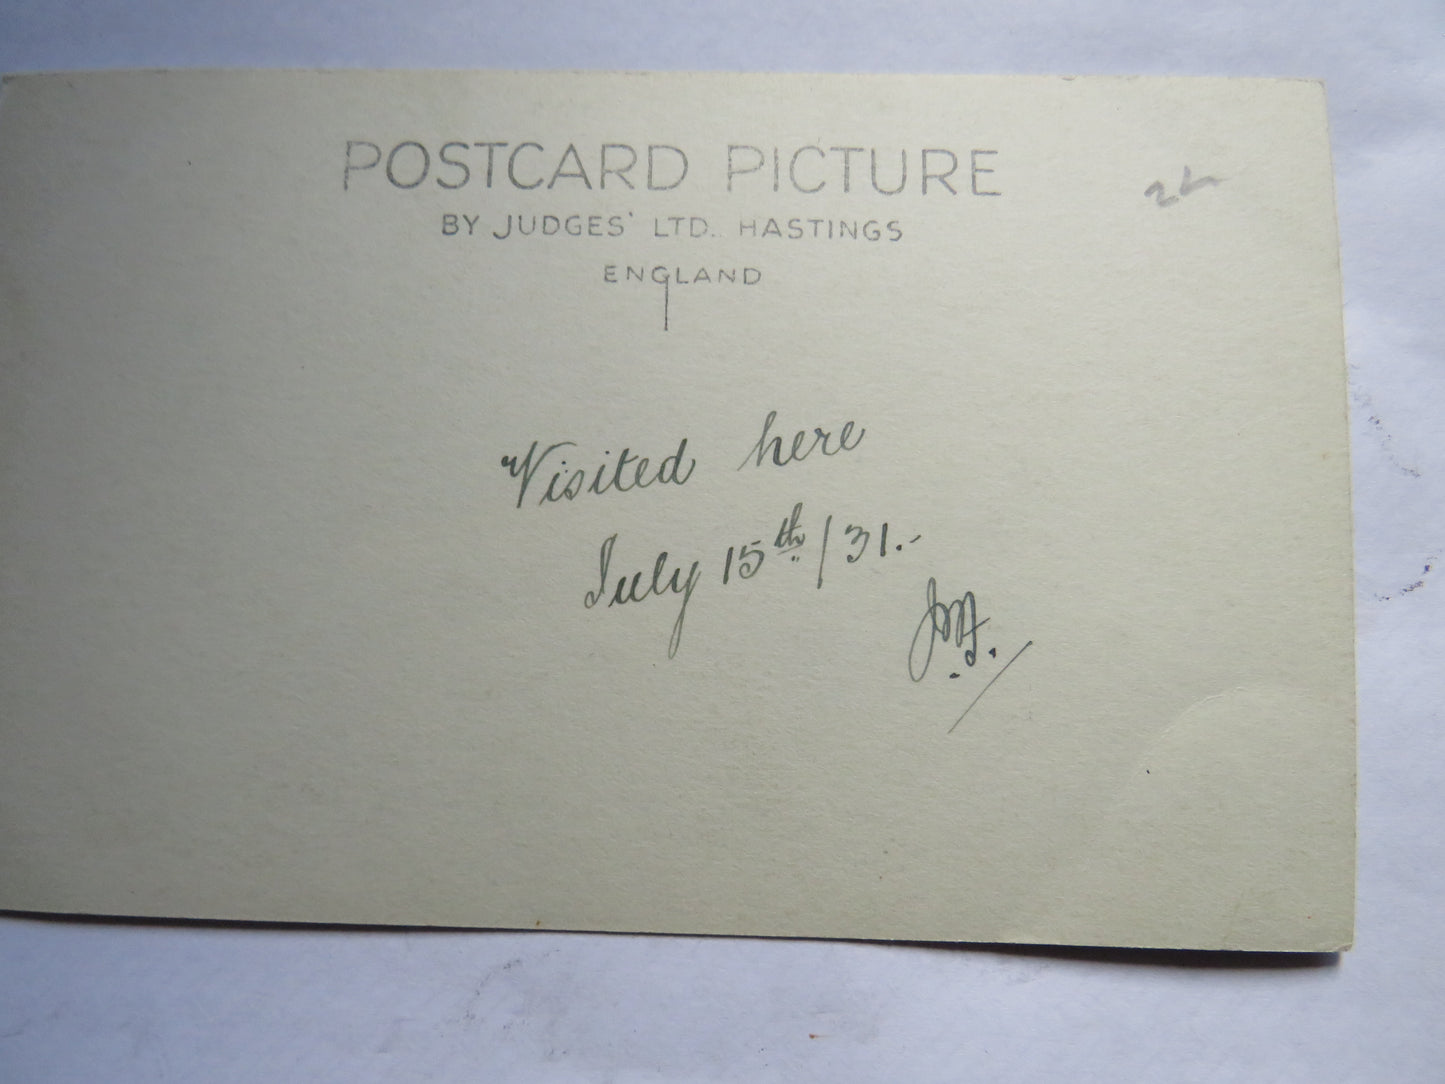 POSTCARD PICTURE
BY JUDGES' LTD., HASTINGS
ENGLAND
Visited here
July 15th/31.-